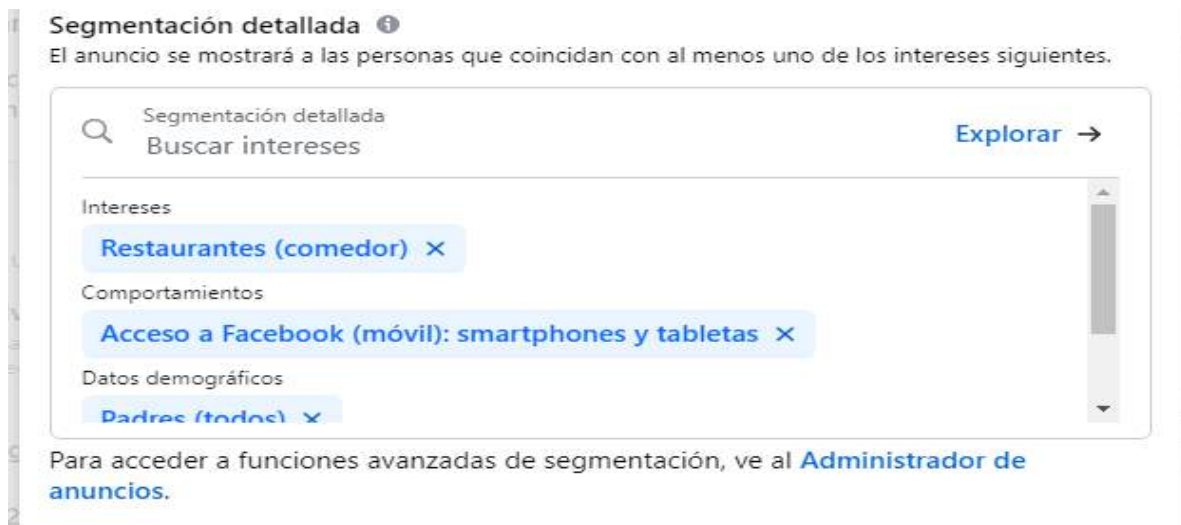 Segmentación detallada
El anuncio se mostrará a las personas que coincidan con al menos uno de los intereses siguientes.
Segmentación detallada
Buscar intereses
Explorar →
Intereses
Restaurantes (comedor) ×
Comportamientos
Acceso a Facebook (móvil): smartphones y tabletas ×
Datos demográficos
Padres (todos) ×
Para acceder a funciones avanzadas de segmentación, ve al Administrador de
anuncios.